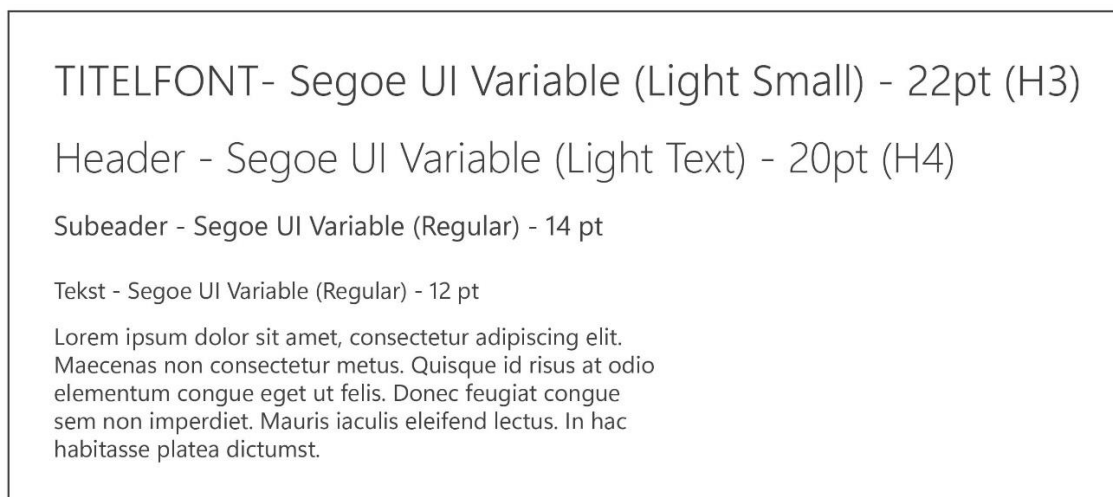 TITELFONT- Segoe UI Variable (Light Small) - 22pt (H3)
Header - Segoe UI Variable (Light Text) - 20pt (H4)
Subeader - Segoe UI Variable (Regular) - 14 pt
Tekst - Segoe UI Variable (Regular) - 12 pt
Lorem ipsum dolor sit amet, consectetur adipiscing elit.
Maecenas non consectetur metus. Quisque id risus at odio
elementum congue eget ut felis. Donec feugiat congue
sem non imperdiet. Mauris iaculis eleifend lectus. In hac
habitasse platea dictumst.